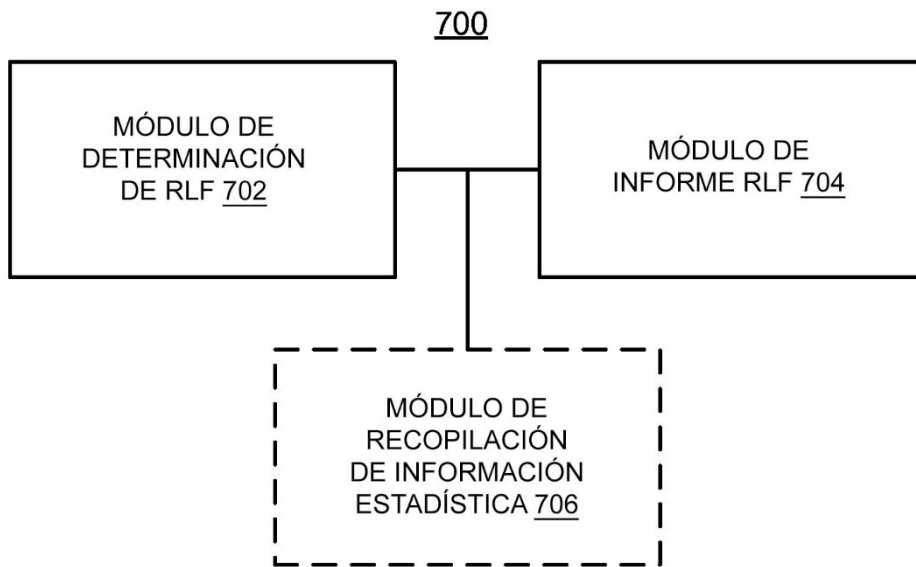 700
MÓDULO DE
DETERMINACIÓN
DE RLF 702
MÓDULO DE
INFORME RLF 704
MÓDULO DE
RECOPILACIÓN
DE INFORMACIÓN
ESTADÍSTICA 706